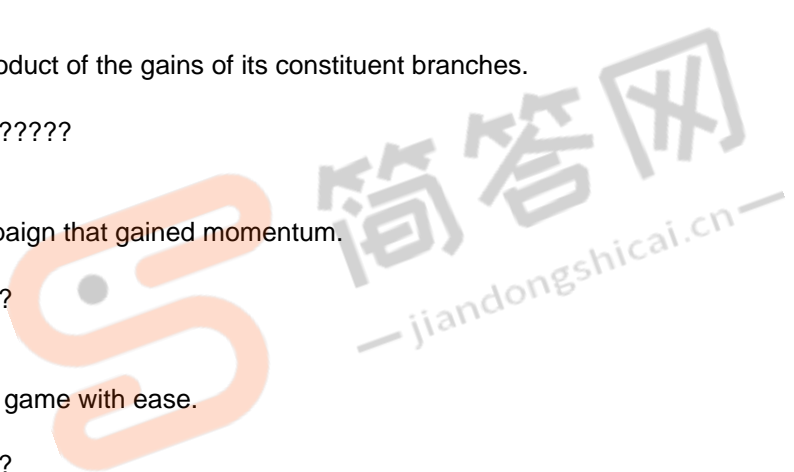 oduct of the gains of its constituent branches.
?????
paign that gained momentum.
?
game with ease.
?
简答网
jiandongshicai.cn